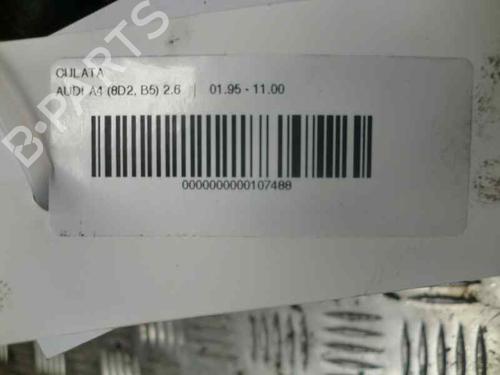 CULATA
AUDI A4 (8D2, B5) 2.6 | 01.95 - 11.00
0000000000107488
B-PARTS